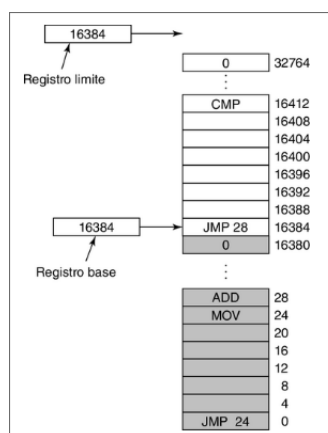 16384
Registro limite
0 32764
CMP 16412
16408
16404
16400
16396
16392
16388
16384 JMP 28 16384
Registro base
0 16380
ADD 28
MOV 24
20
16
12
8
4
JMP 24 0